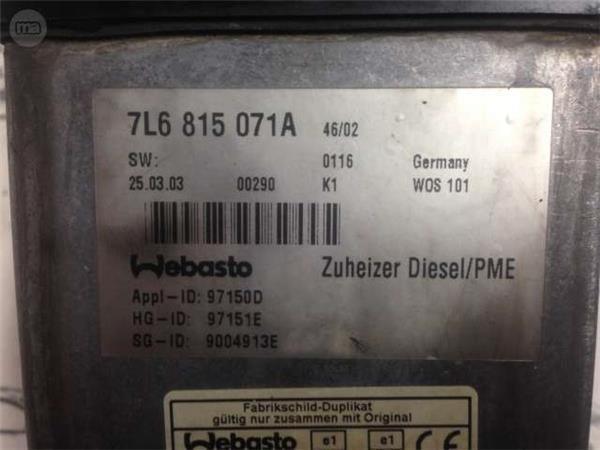 ma
7L6 815 071A 46/02
SW: 0116 Germany
25.03.03 00290 K1 WOS 101
Webasto Zuheizer Diesel/PME
Appl-ID: 97150D
HG-ID: 97151E
SG-ID: 9004913E
Fabrikschild-Duplikat
gültig nur zusammen mit Original
Webasto e1 e1 CE